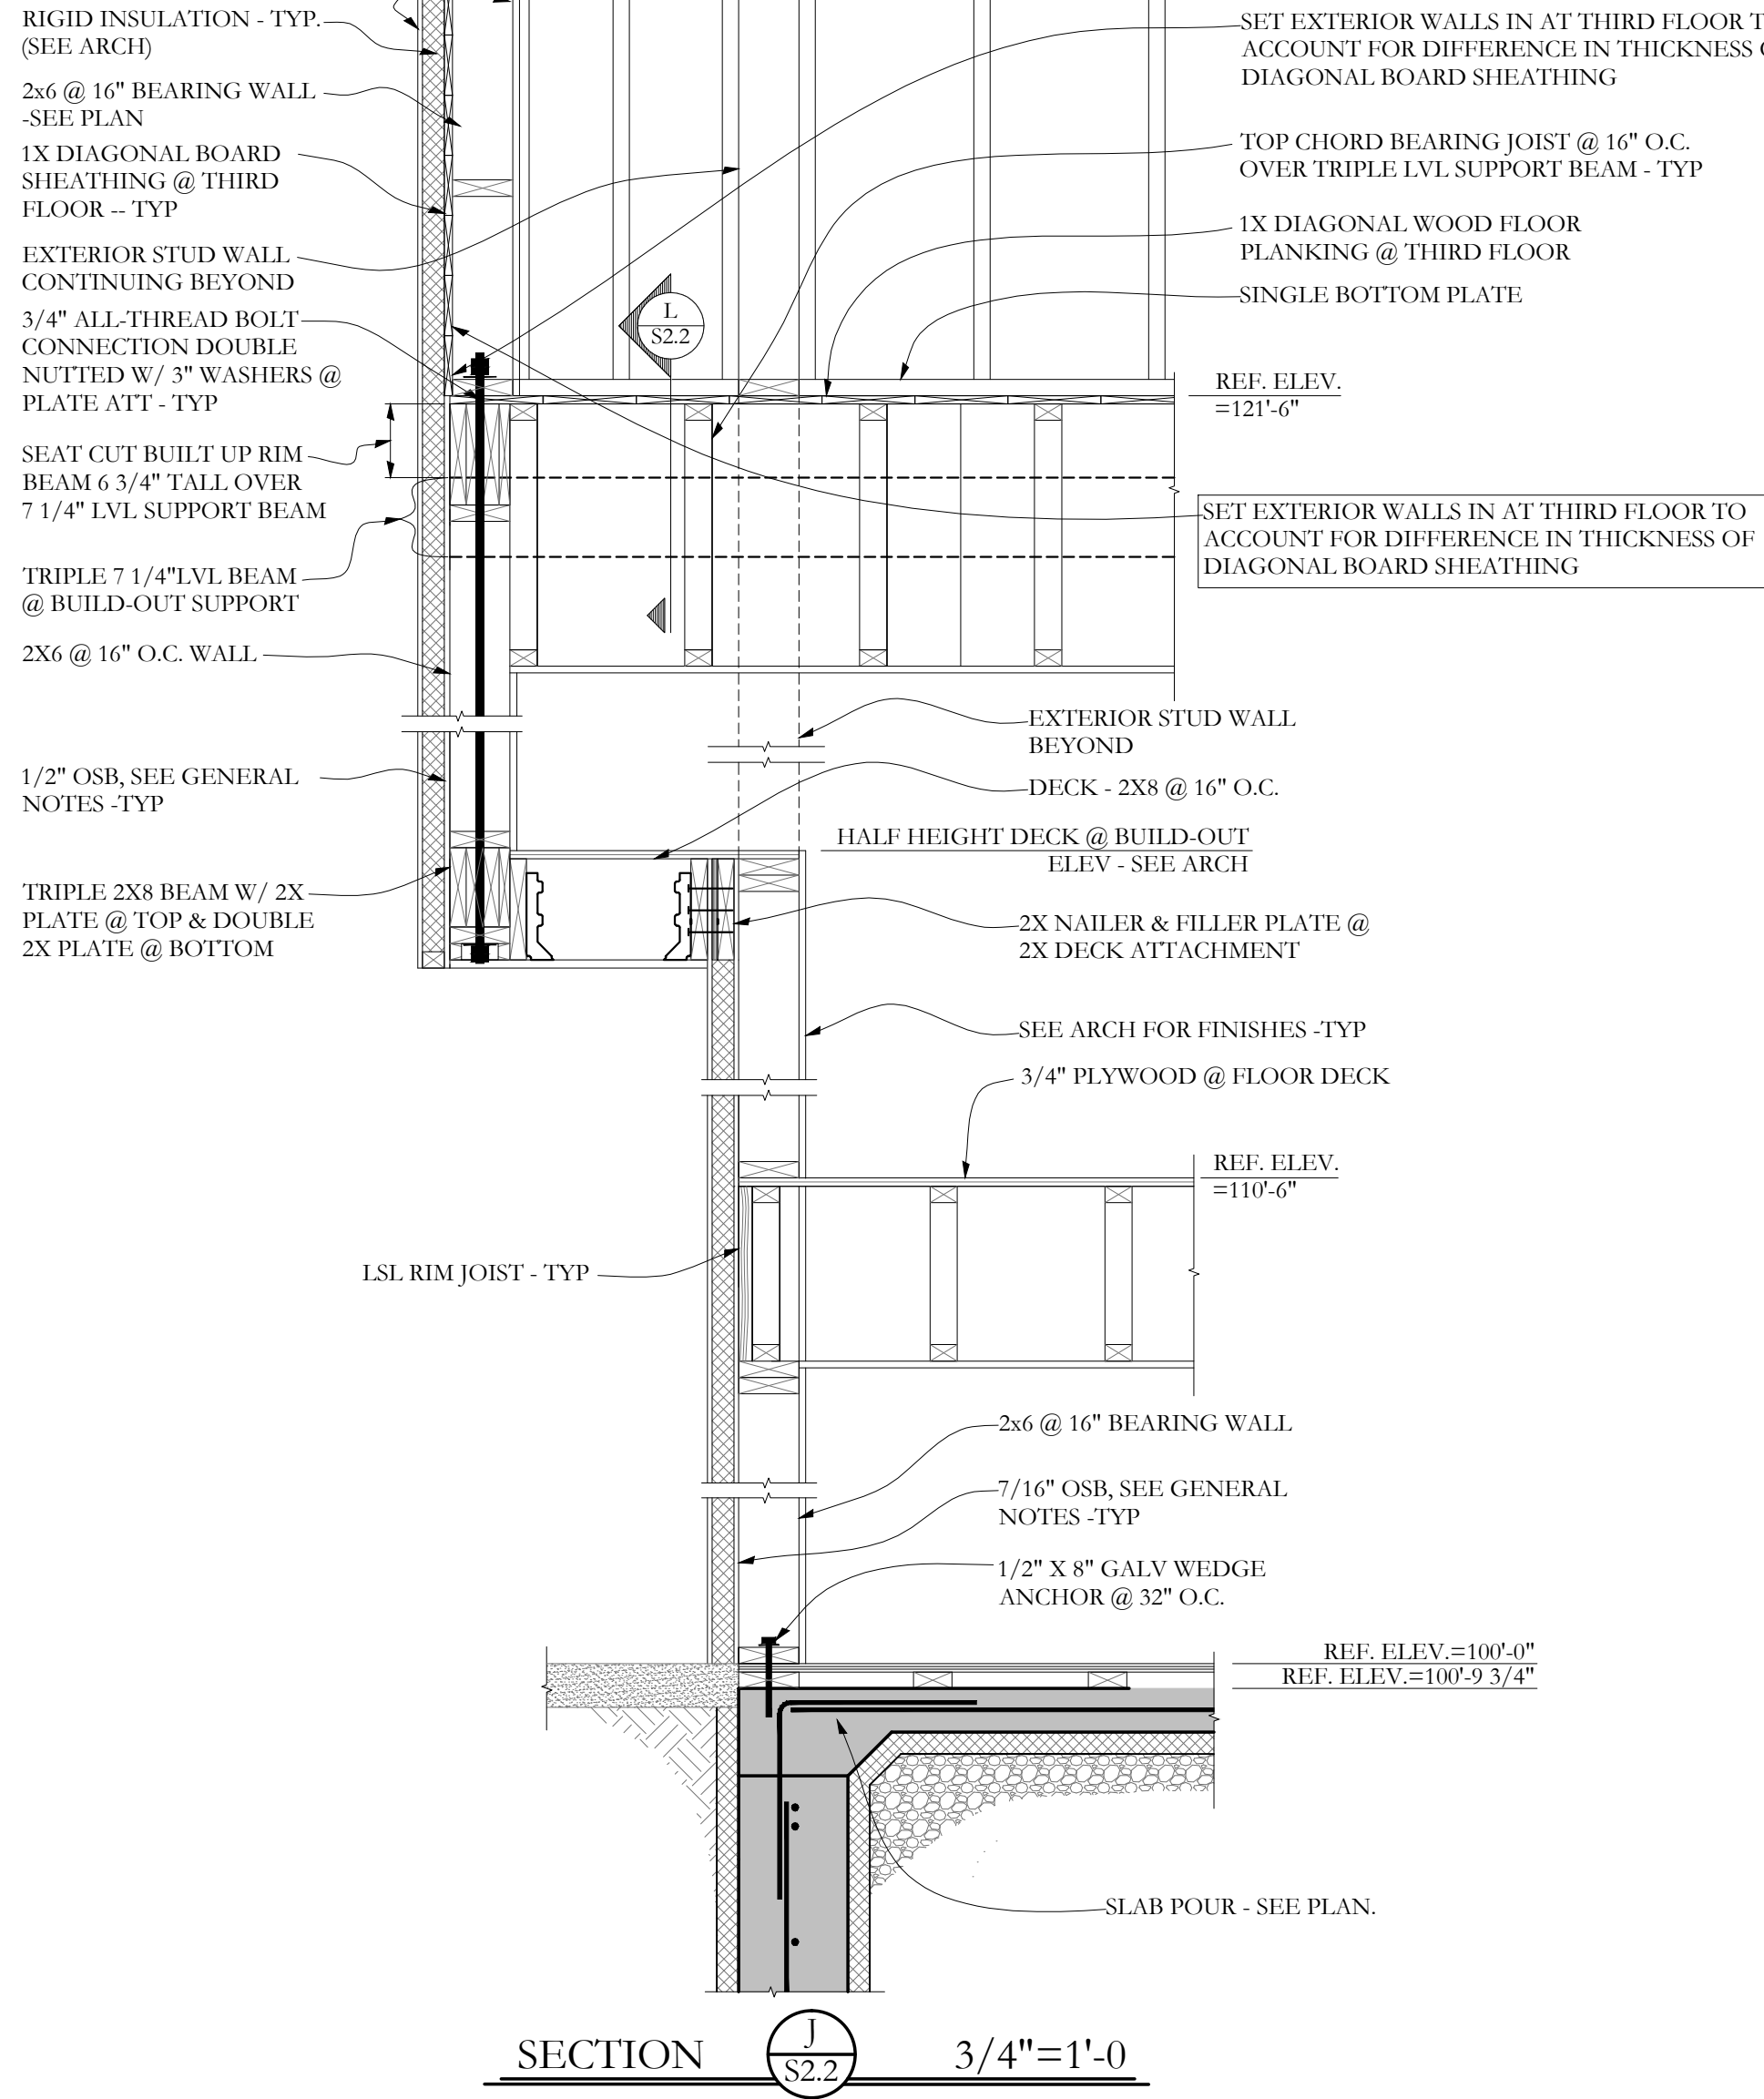 RIGID INSULATION - TYP.
(SEE ARCH)
2x6 @ 16" BEARING WALL
-SEE PLAN
1X DIAGONAL BOARD
SHEATHING @ THIRD
FLOOR -- TYP
EXTERIOR STUD WALL
CONTINUING BEYOND
3/4" ALL-THREAD BOLT
CONNECTION DOUBLE
NUTTED W/ 3" WASHERS @
PLATE ATT - TYP
SEAT CUT BUILT UP RIM
BEAM 6 3/4" TALL OVER
7 1/4" LVL SUPPORT BEAM
TRIPLE 7 1/4"LVL BEAM
@ BUILD-OUT SUPPORT
2X6 @ 16" O.C. WALL
1/2" OSB, SEE GENERAL
NOTES -TYP
TRIPLE 2X8 BEAM W/ 2X
PLATE @ TOP & DOUBLE
2X PLATE @ BOTTOM
L
S2.2
SET EXTERIOR WALLS IN AT THIRD FLOOR T
ACCOUNT FOR DIFFERENCE IN THICKNESS
DIAGONAL BOARD SHEATHING
TOP CHORD BEARING JOIST @ 16" O.C.
OVER TRIPLE LVL SUPPORT BEAM - TYP
1X DIAGONAL WOOD FLOOR
PLANKING @ THIRD FLOOR
SINGLE BOTTOM PLATE
REF. ELEV.
=121'-6"
SET EXTERIOR WALLS IN AT THIRD FLOOR TO
ACCOUNT FOR DIFFERENCE IN THICKNESS OF
DIAGONAL BOARD SHEATHING
EXTERIOR STUD WALL
BEYOND
DECK - 2X8 @ 16" O.C.
HALF HEIGHT DECK @ BUILD-OUT
ELEV - SEE ARCH
2X NAILER & FILLER PLATE @
2X DECK ATTACHMENT
SEE ARCH FOR FINISHES -TYP
3/4" PLYWOOD @ FLOOR DECK
REF. ELEV.
=110'-6"
LSL RIM JOIST - TYP
2x6 @ 16" BEARING WALL
7/16" OSB, SEE GENERAL
NOTES -TYP
1/2" X 8" GALV WEDGE
ANCHOR @ 32" O.C.
REF. ELEV.=100'-0"
REF. ELEV.=100'-9 3/4"
SLAB POUR - SEE PLAN.
SECTION J 3/4"=1'-0
S2.2